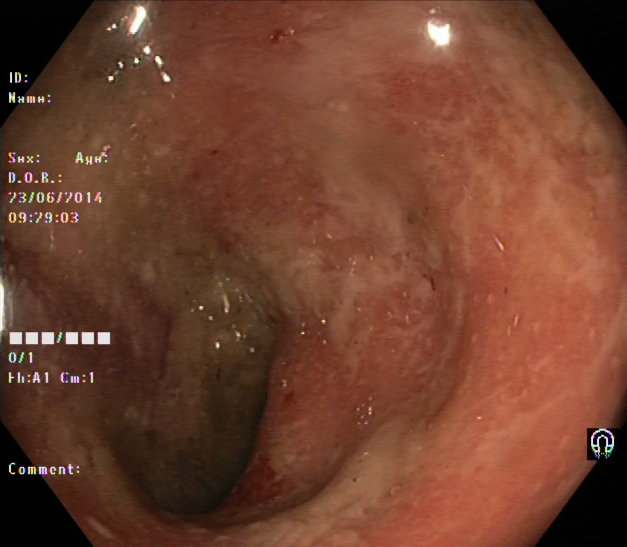 ID:
Name:
Sex: Age:
D.O.B.:
23/06/2014
09:29:03
■■■/■■■
0/1
Eh:A1 Cm:1
Comment: